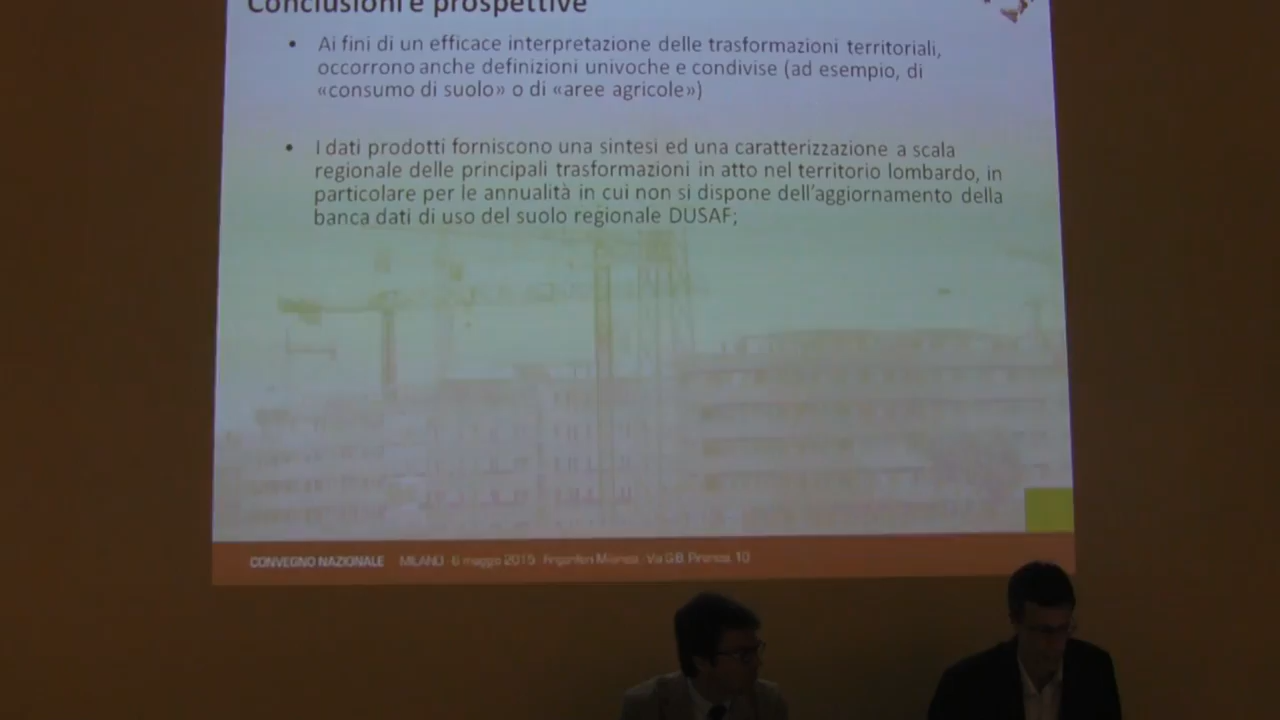 Conclusioni e prospettive
• Ai fini di un efficace interpretazione delle trasformazioni territoriali,
occorrono anche definizioni univoche e condivise (ad esempio, di
«consumo di suolo» o di «aree agricole»)
• I dati prodotti forniscono una sintesi ed una caratterizzazione a scala
regionale delle principali trasformazioni in atto nel territorio lombardo, in
particolare per le annualità in cui non si dispone dell'aggiornamento della
banca dati di uso del suolo regionale DUSAF;
CONVEGNO NAZIONALE MILANO · 6 maggio 2015 · Via G.B. Piranesi, 10